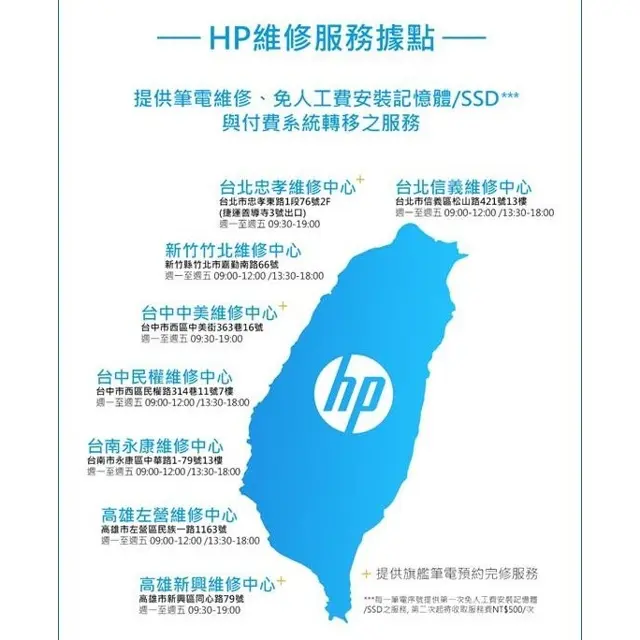 HP維修服務據點
提供筆電維修、免人工費安裝記憶體/SSD***
與付費系統轉移之服務
台北忠孝維修中心+
台北市忠孝東路1段76號2F
(捷運善導寺3號出口)
週一至週五 09:30-19:00
台北信義維修中心
台北市信義區松山路421號13樓
週一至週五 09:00-12:00 /13:30-18:00
新竹竹北維修中心
新竹縣竹北市嘉勤南路66號
週一至週五 09:00-12:00 /13:30-18:00
台中中美維修中心+
台中市西區中美街363巷16號
週一至週五 09:30-19:00
台中民權維修中心
台中市西區民權路314巷11號7樓
週一至週五 09:00-12:00 /13:30-18:00
hp
台南永康維修中心
台南市永康區中華路1-79號13樓
週一至週五 09:00-12:00 /13:30-18:00
高雄左營維修中心
高雄市左營區民族一路1163號
週一至週五 09:00-12:00 /13:30-18:00
高雄新興維修中心+
高雄市新興區同心路79號
週一至週五 09:30-19:00
+ 提供旗艦筆電預約完修服務
***每一筆電序號提供第一次免人工費安裝記憶體
/SSD之服務, 第二次起將收取服務費NT$500/次